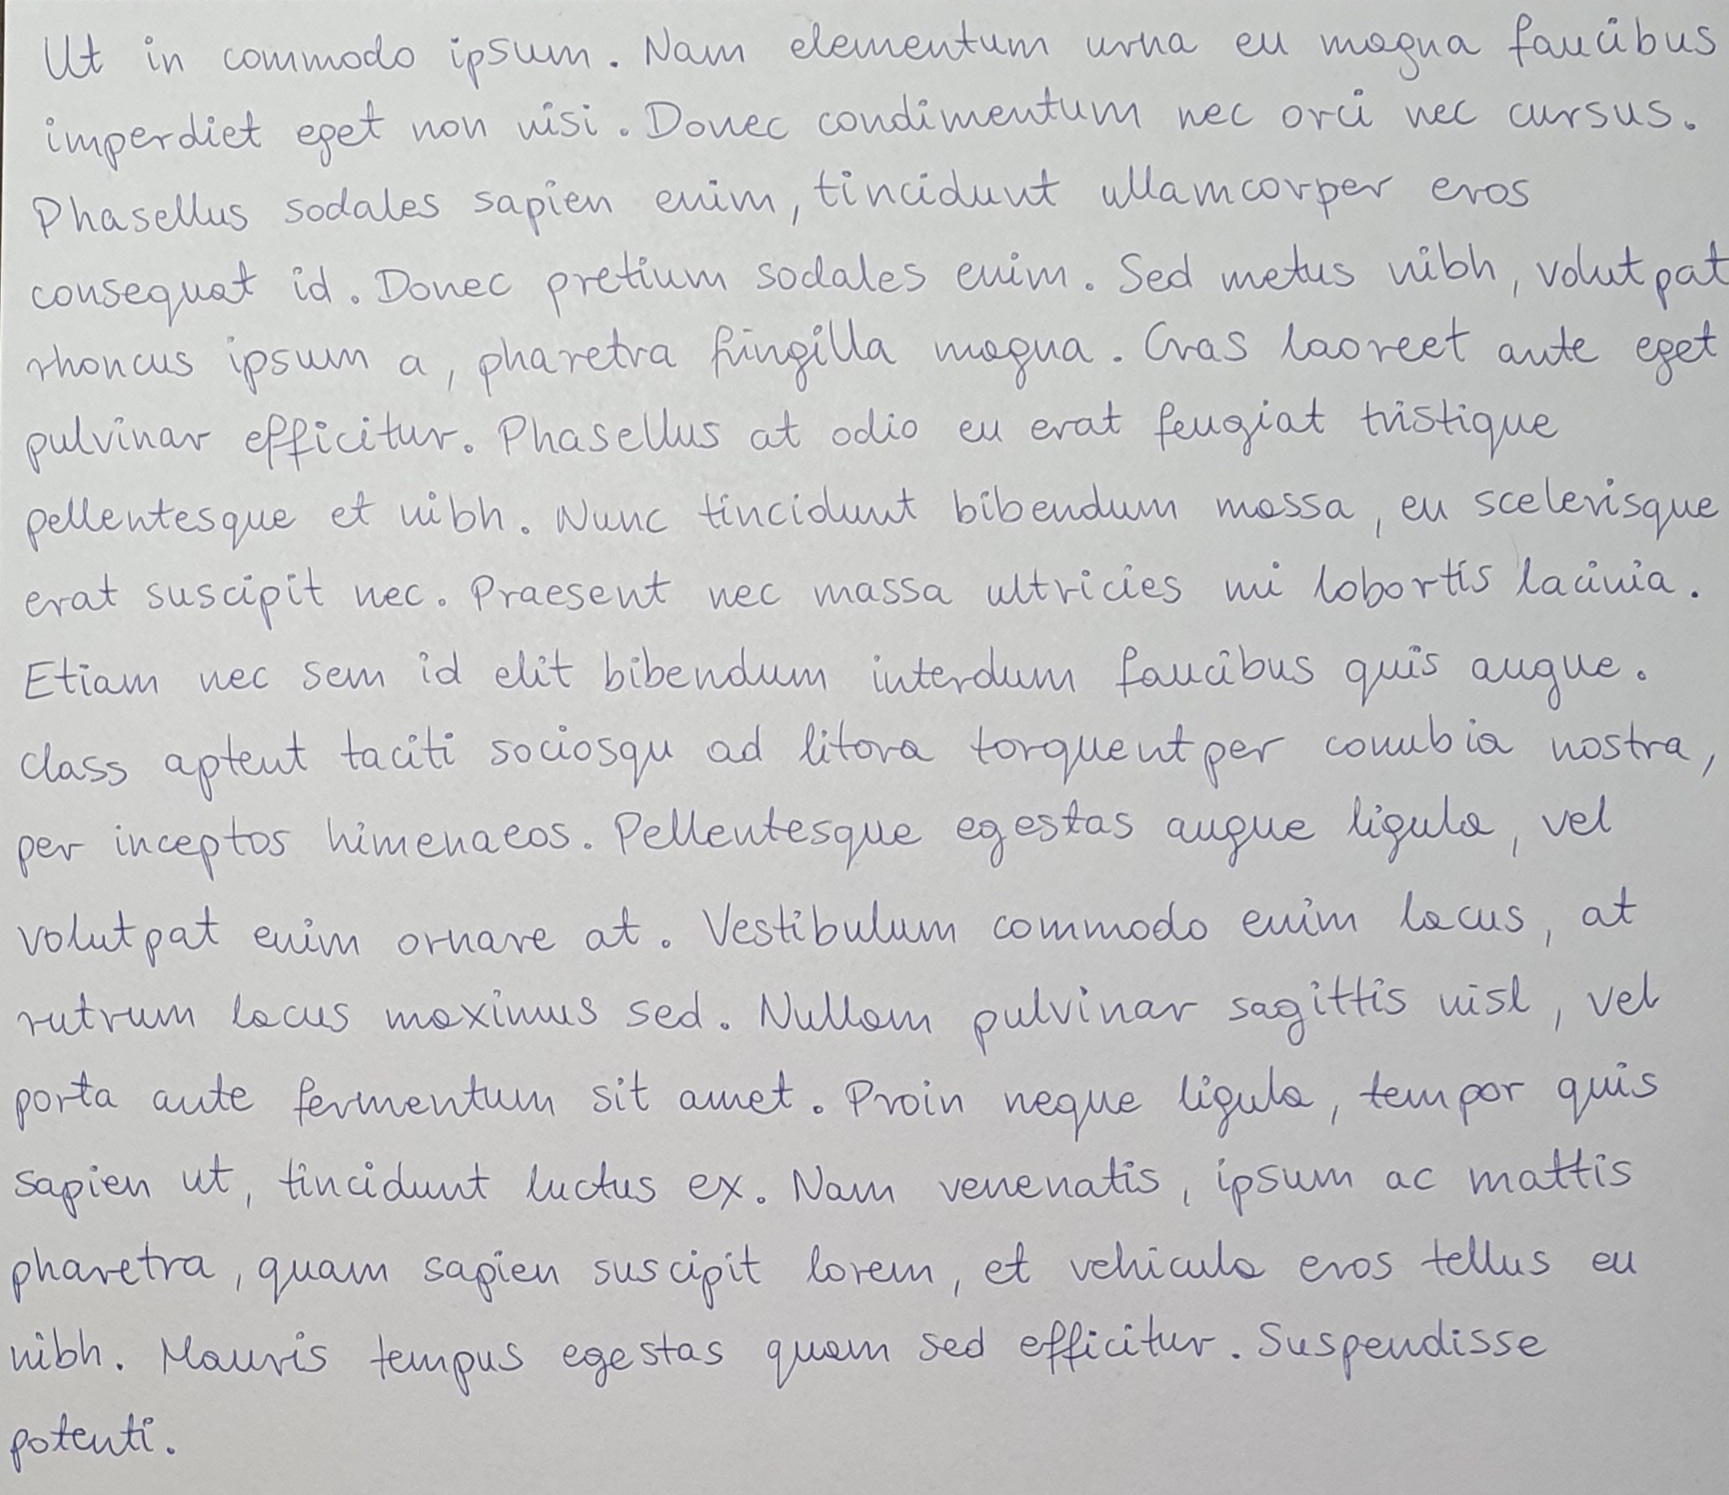 Ut in commodo ipsum. Nam elementum urna eu magna faucibus
imperdiet eget non nisi. Donec condimentum nec orci nec cursus.
Phasellus sodales sapien enim, tincidunt ullamcorper eros
consequat id. Donec pretium sodales enim. Sed metus nibh, volutpat
rhoncus ipsum a, pharetra fringilla magna. Cras laoreet ante eget
pulvinar efficitur. Phasellus at odio eu erat feugiat tristique
pellentesque et nibh. Nunc tincidunt bibendum massa, eu scelerisque
erat suscipit nec. Praesent nec massa ultricies mi lobortis lacinia.
Etiam nec sem id elit bibendum interdum faucibus quis augue.
Class aptent taciti sociosqu ad litora torquent per conubia nostra,
per inceptos himenaeos. Pellentesque egestas augue ligula, vel
volutpat enim ornare at. Vestibulum commodo enim lacus, at
rutrum lacus maximus sed. Nullam pulvinar sagittis nisl, vel
porta ante fermentum sit amet. Proin neque ligula, tempor quis
sapien ut, tincidunt luctus ex. Nam venenatis, ipsum ac mattis
pharetra, quam sapien suscipit lorem, et vehicula eros tellus eu
nibh. Mauris tempus egestas quam sed efficitur. Suspendisse
potenti.